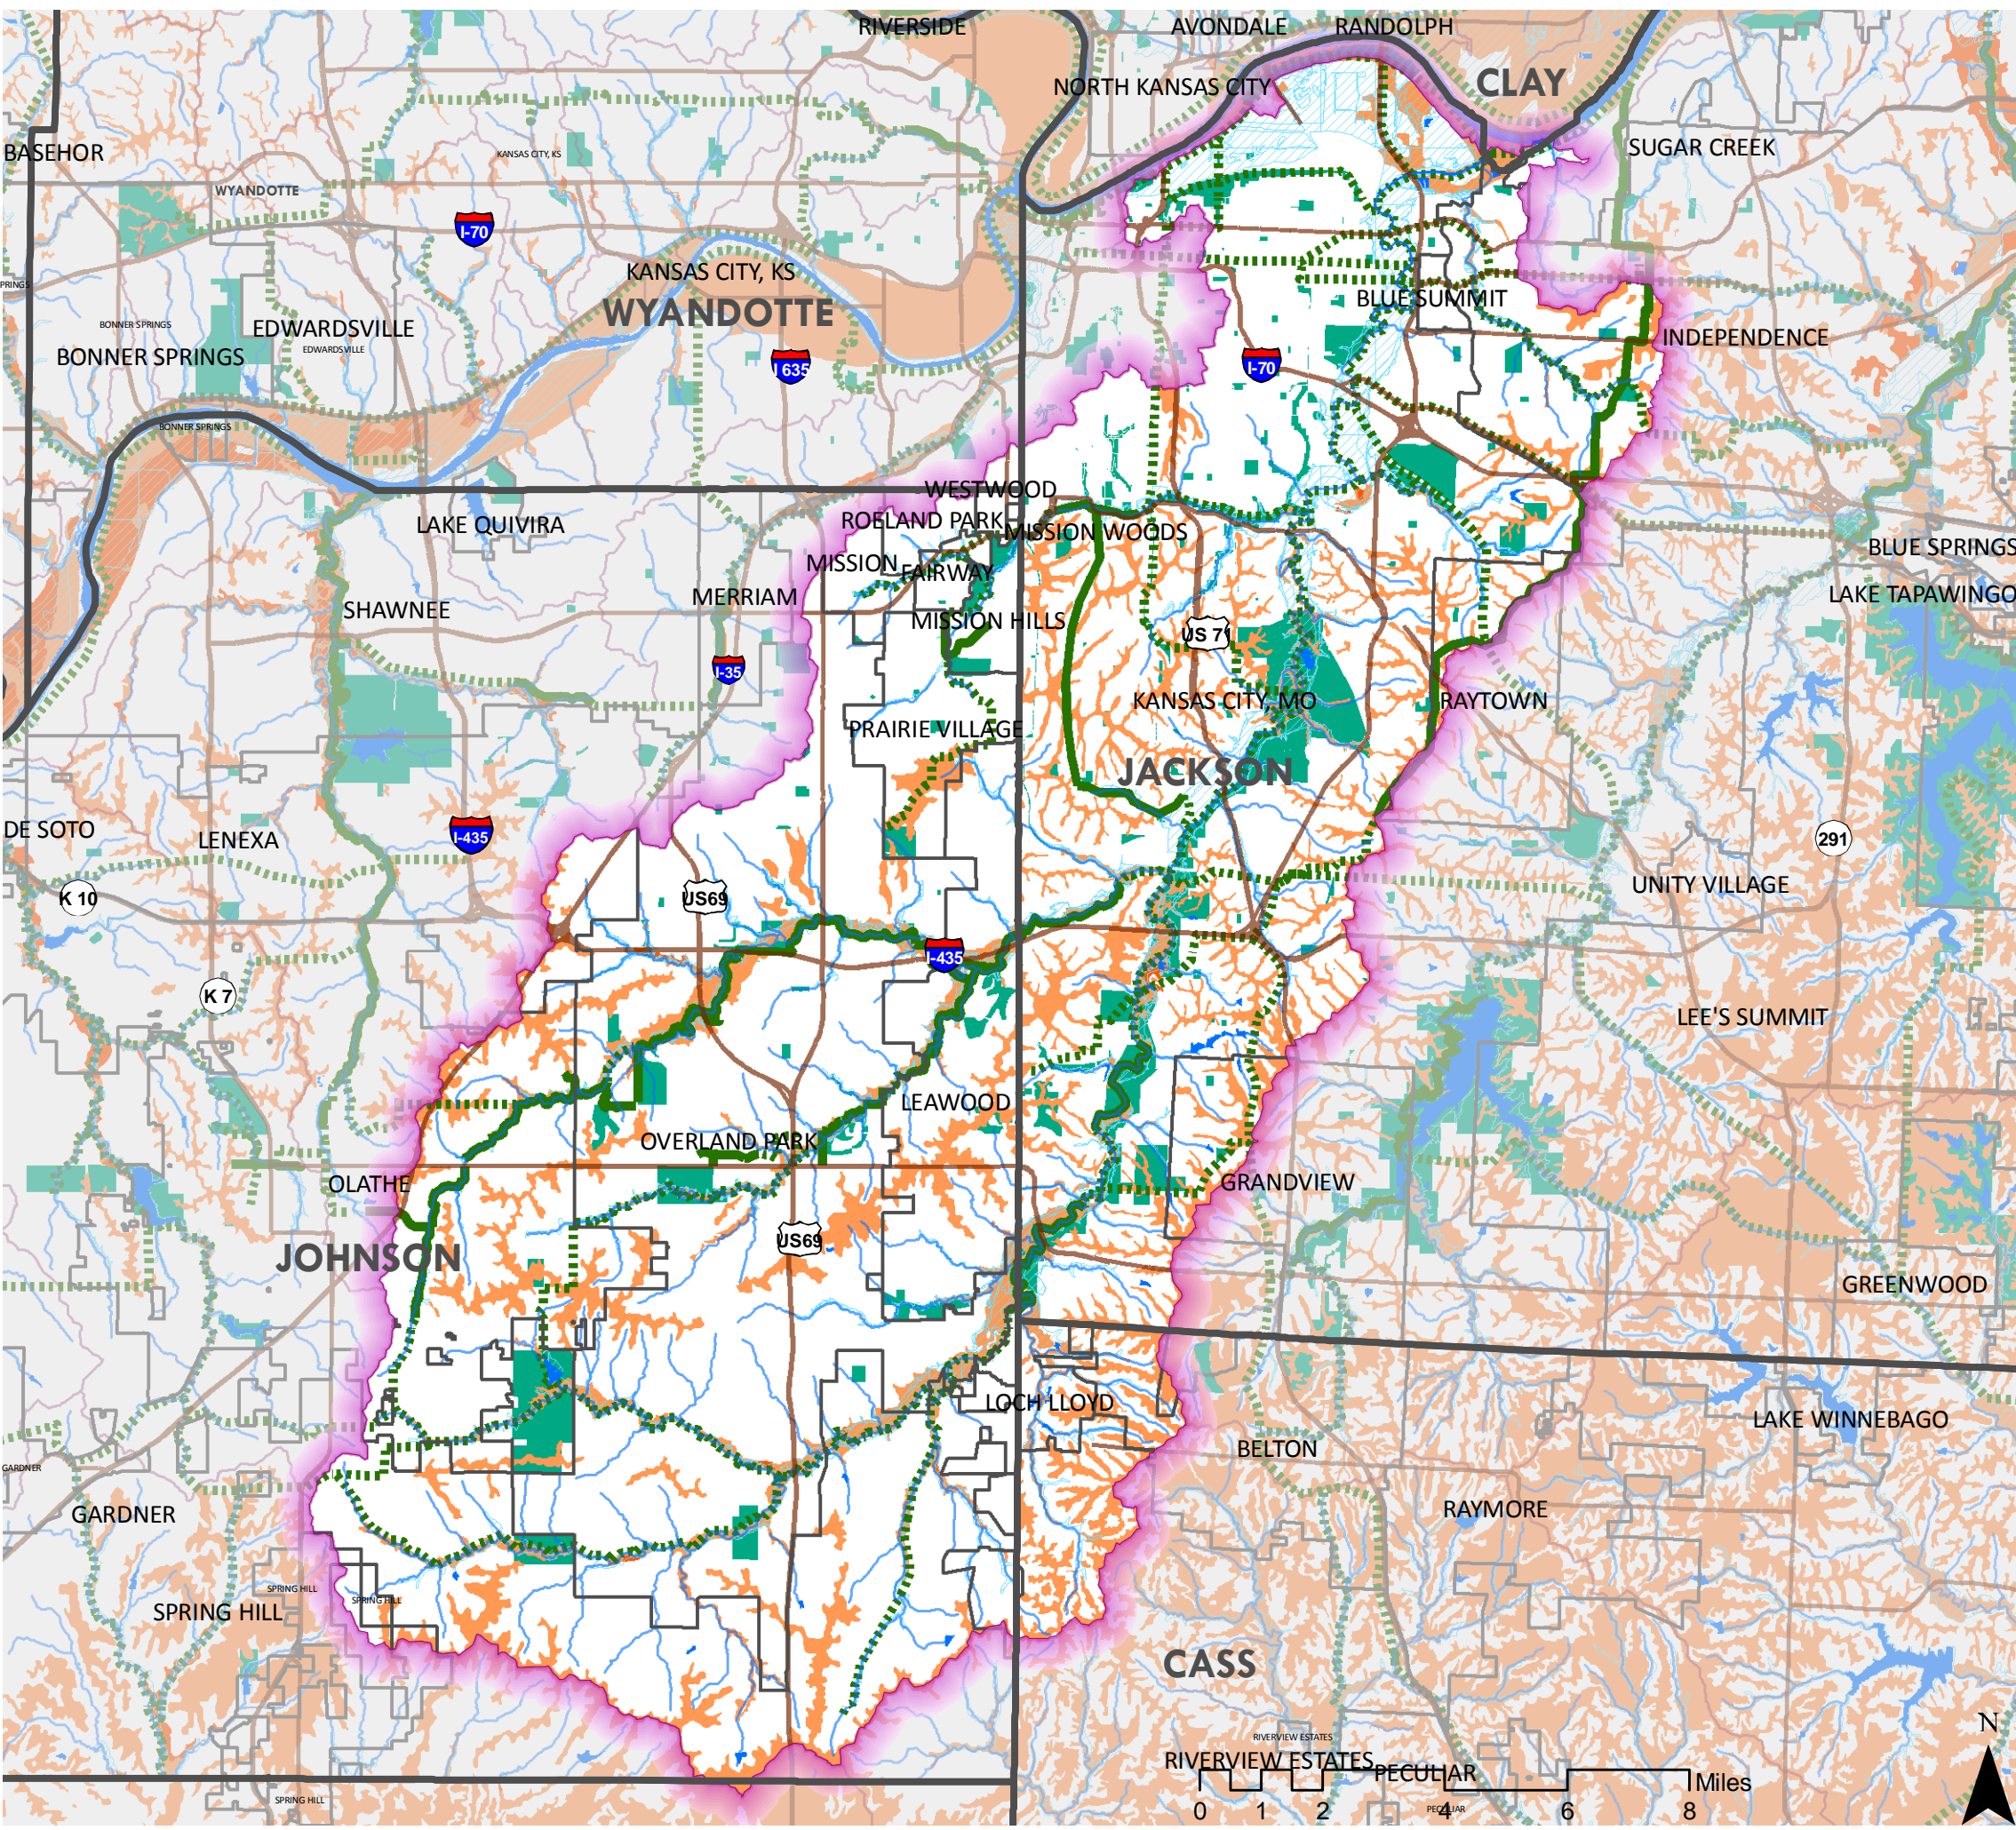 RIVERSIDE
AVONDALE
RANDOLPH
NORTH KANSAS CITY
CLAY
BASEHOR
KANSAS CITY, KS
SUGAR CREEK
WYANDOTTE
I-70
KANSAS CITY, KS
WYANDOTTE
PRINGS
BLUE SUMMIT
BONNER SPRINGS
EDWARDSVILLE
EDWARDSVILLE
BONNER SPRINGS
INDEPENDENCE
I 635
I-70
BONNER SPRINGS
WESTWOOD
LAKE QUIVIRA
ROELAND PARK
MISSION WOODS
BLUE SPRINGS
MISSION
FAIRWAY
MERRIAM
LAKE TAPAWINGO
SHAWNEE
MISSION HILLS
US 71
I-35
KANSAS CITY, MO
RAYTOWN
PRAIRIE VILLAGE
JACKSON
DE SOTO
LENEXA
I-435
291
K 10
US69
UNITY VILLAGE
I-435
K 7
LEE'S SUMMIT
LEAWOOD
OVERLAND PARK
OLATHE
GRANDVIEW
US69
JOHNSON
GREENWOOD
LOCH LLOYD
LAKE WINNEBAGO
BELTON
GARDNER
GARDNER
RAYMORE
SPRING HILL
SPRING HILL
SPRING HILL
CASS
N
RIVERVIEW ESTATES
RIVERVIEW ESTATES
PECULIAR
Miles
SPRING HILL
PECULIAR
0 1 2 4 6 8